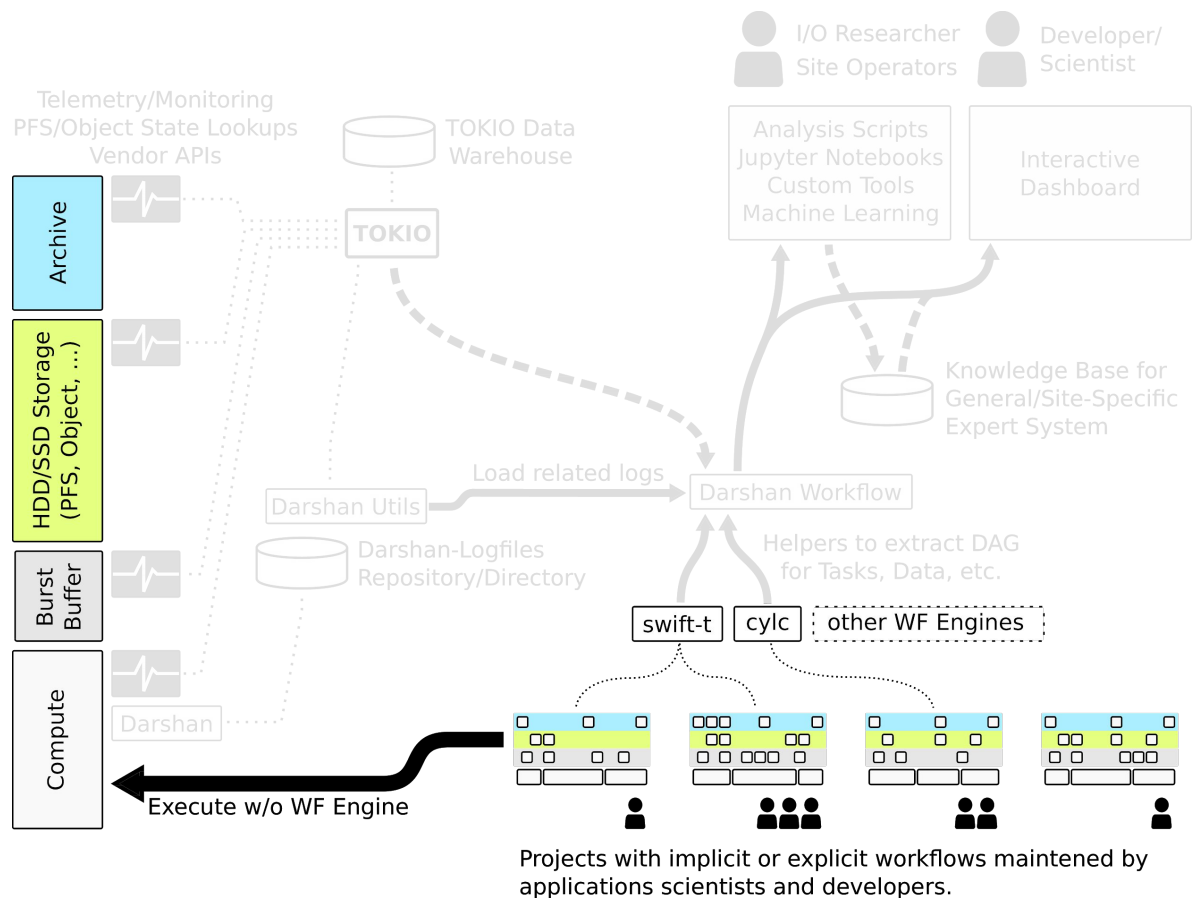 I/O Researcher
Site Operators
Developer/
Scientist
Telemetry/Monitoring
PFS/Object State Lookups
Vendor APIs
TOKIO Data
Warehouse
Analysis Scripts
Jupyter Notebooks
Custom Tools
Machine Learning
Interactive
Dashboard
Archive
TOKIO
HDD/SSD Storage
(PFS, Object, ...)
Knowledge Base for
General/Site-Specific
Expert System
Load related logs
Darshan Utils
Darshan Workflow
Darshan-Logfiles
Repository/Directory
Helpers to extract DAG
for Tasks, Data, etc.
Burst
Buffer
swift-t
cylc
other WF Engines
Compute
Darshan
Execute w/o WF Engine
Projects with implicit or explicit workflows maintened by
applications scientists and developers.